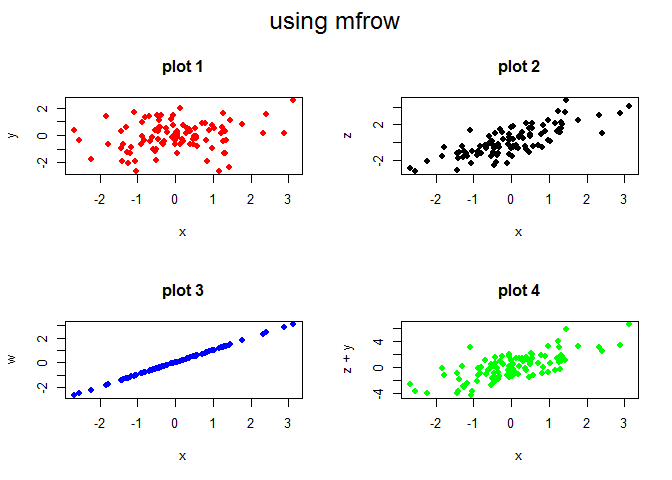 using mfrow
plot 1
y
-2 0 2
-2 -1 0 1 2 3
x
plot 2
z
-2 2
-2 -1 0 1 2 3
x
plot 3
w
-2 0 2
-2 -1 0 1 2 3
x
plot 4
z + y
-4 0 4
-2 -1 0 1 2 3
x